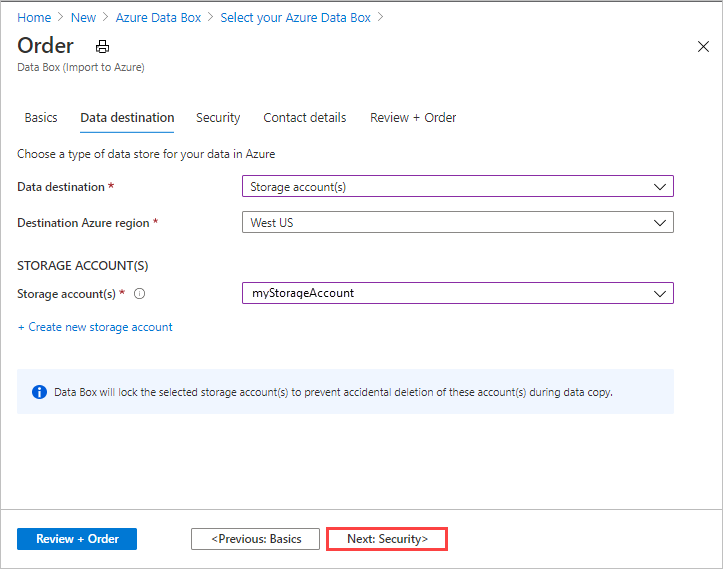 Home > New > Azure Data Box > Select your Azure Data Box >
Order
Data Box (Import to Azure)
Basics Data destination Security Contact details Review + Order
Choose a type of data store for your data in Azure
Data destination * Storage account(s)
Destination Azure region * West US
STORAGE ACCOUNT(S)
Storage account(s) * myStorageAccount
+ Create new storage account
Data Box will lock the selected storage account(s) to prevent accidental deletion of these account(s) during data copy.
Review + Order <Previous: Basics Next: Security>